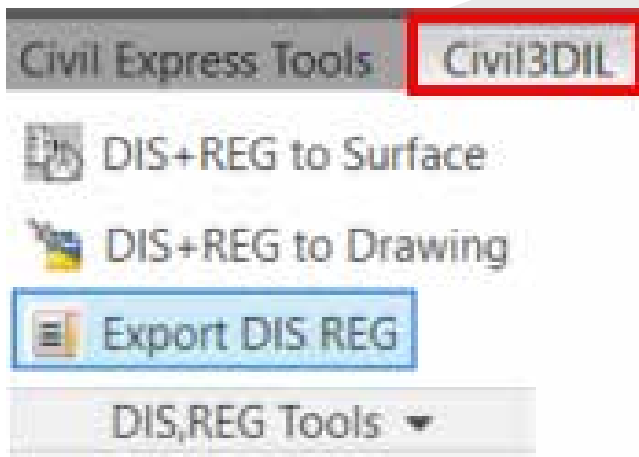 Civil Express Tools Civil3DIL
DIS+REG to Surface
DIS+REG to Drawing
Export DIS REG
DIS,REG Tools